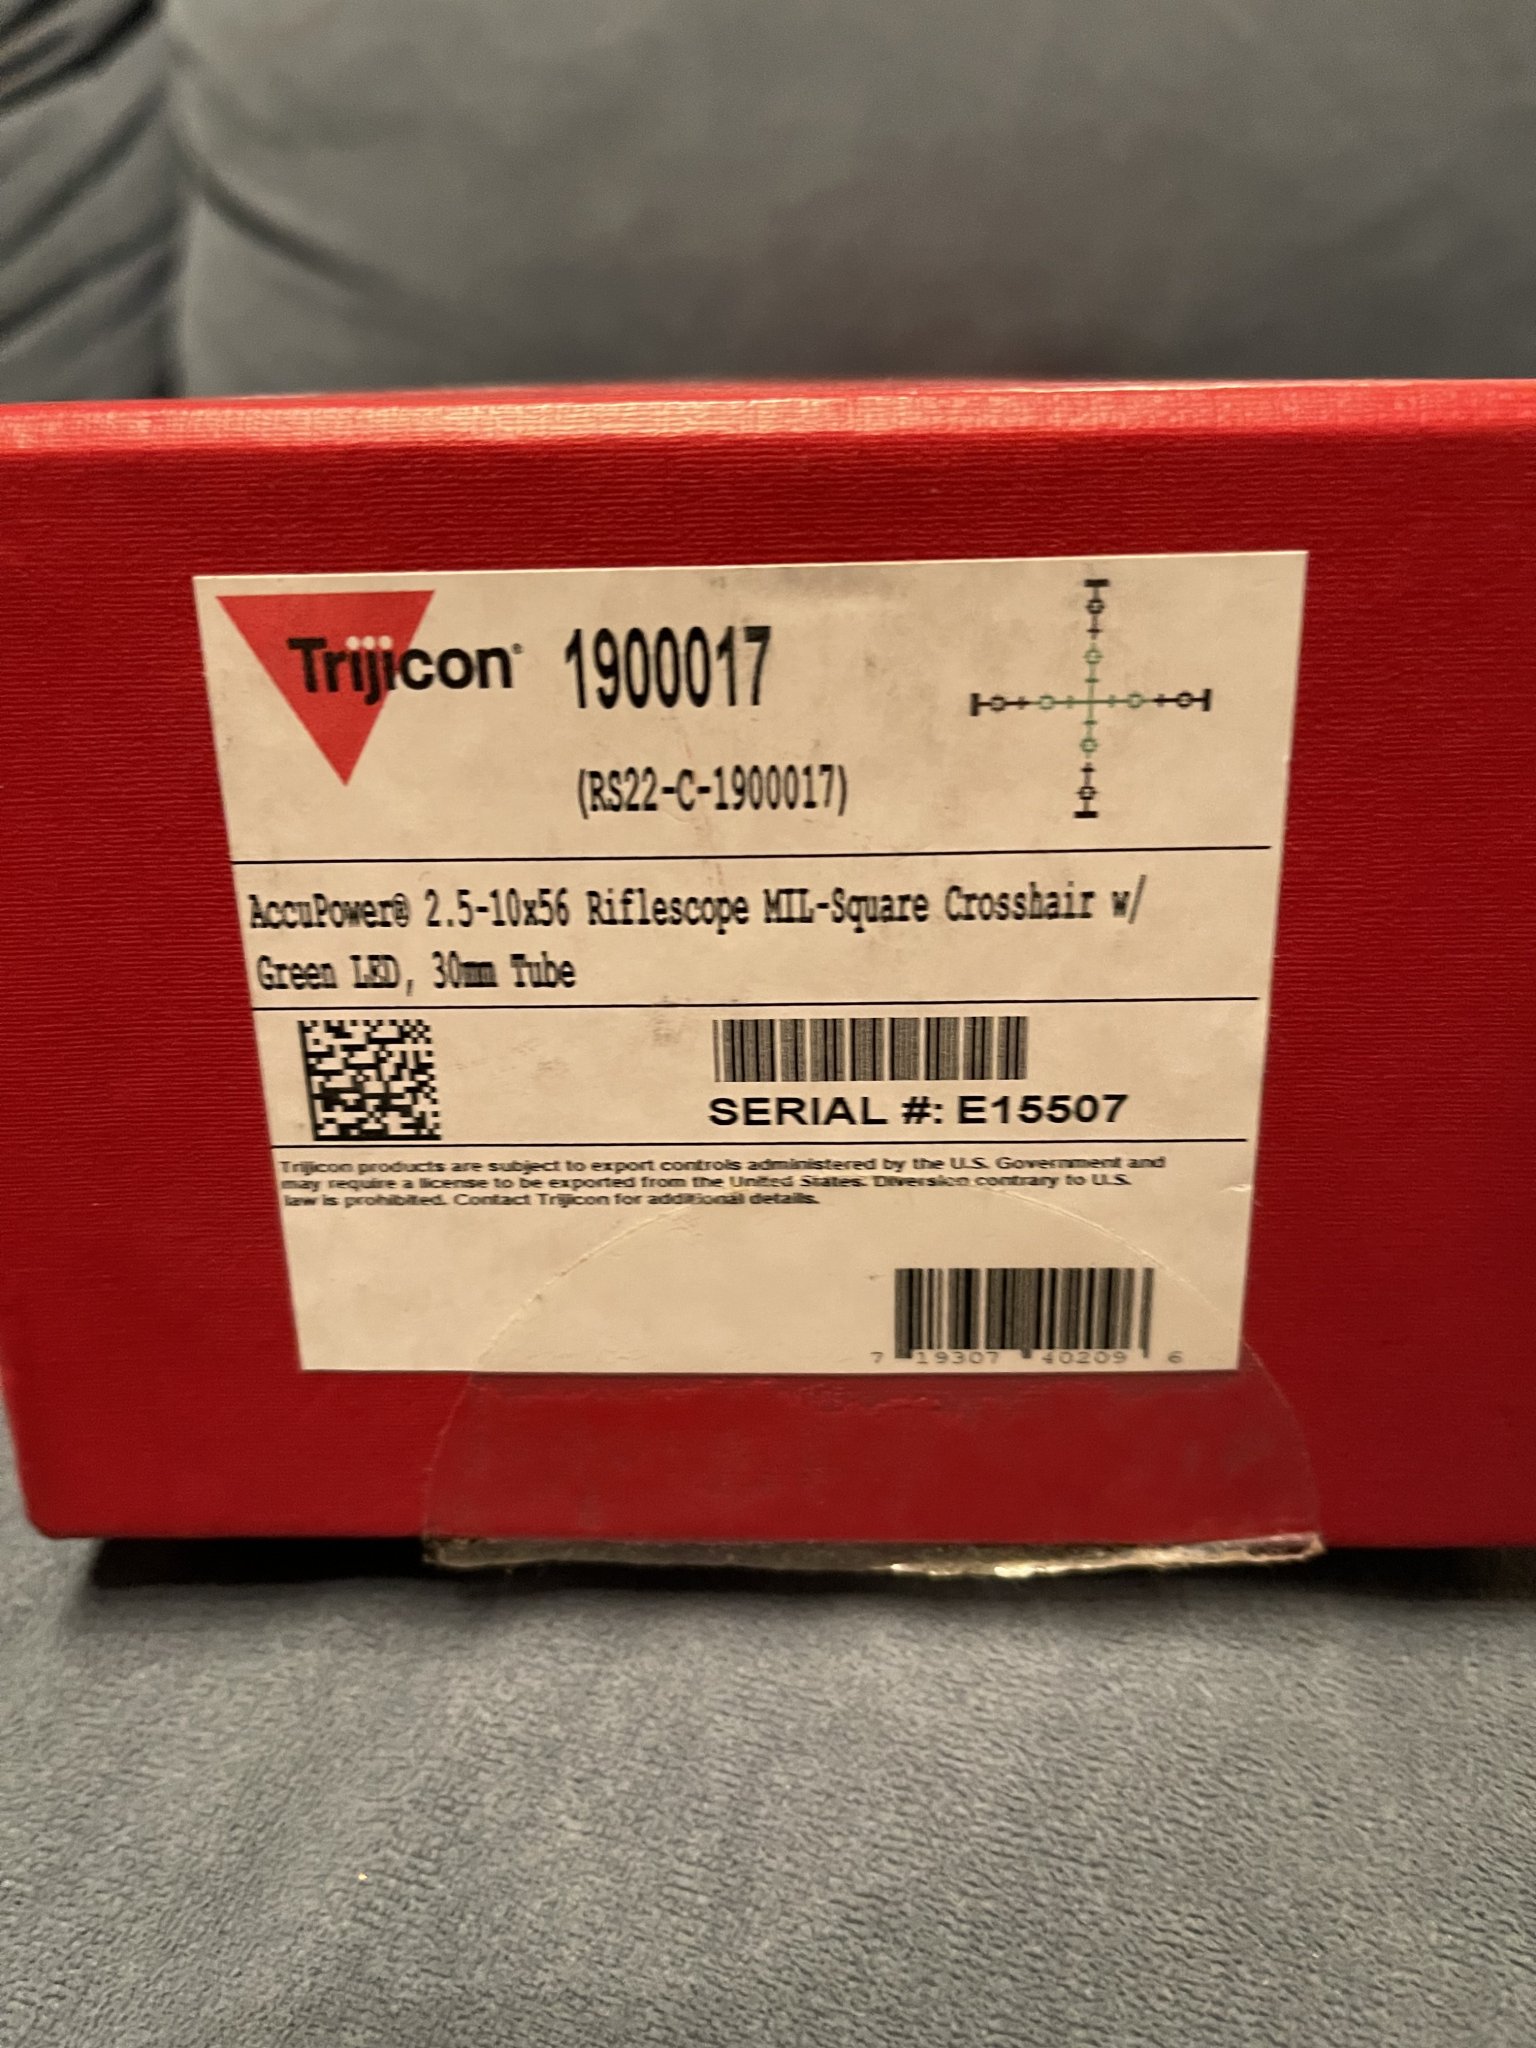 Trijicon® 1900017
(RS22-C-1900017)
AccuPower® 2.5-10x56 Riflescope MIL-Square Crosshair w/
Green LED, 30mm Tube
SERIAL #: E15507
Trijicon products are subject to export controls administered by the U.S. Government and
may require a license to be exported from the United States. Diversion contrary to U.S.
law is prohibited. Contact Trijicon for additional details.
7 19307 40209 6